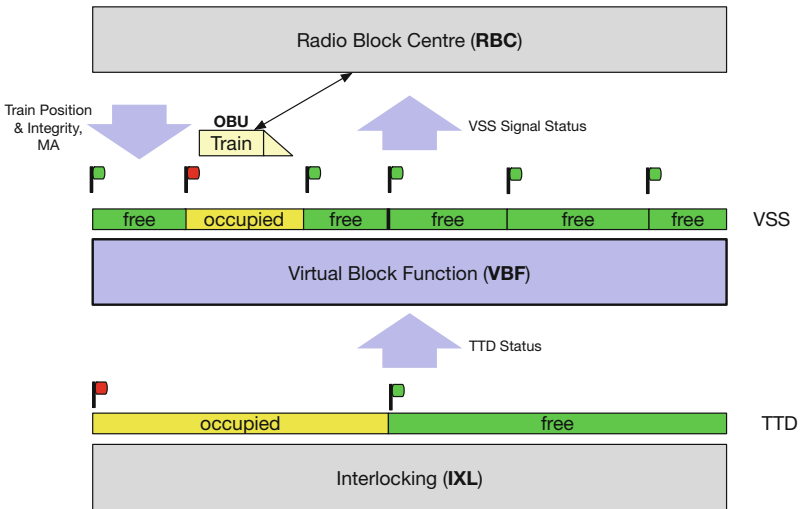 Radio Block Centre (RBC)
Train Position
& Integrity,
MA
OBU
Train
VSS Signal Status
free occupied free free free free VSS
Virtual Block Function (VBF)
TTD Status
occupied free TTD
Interlocking (IXL)